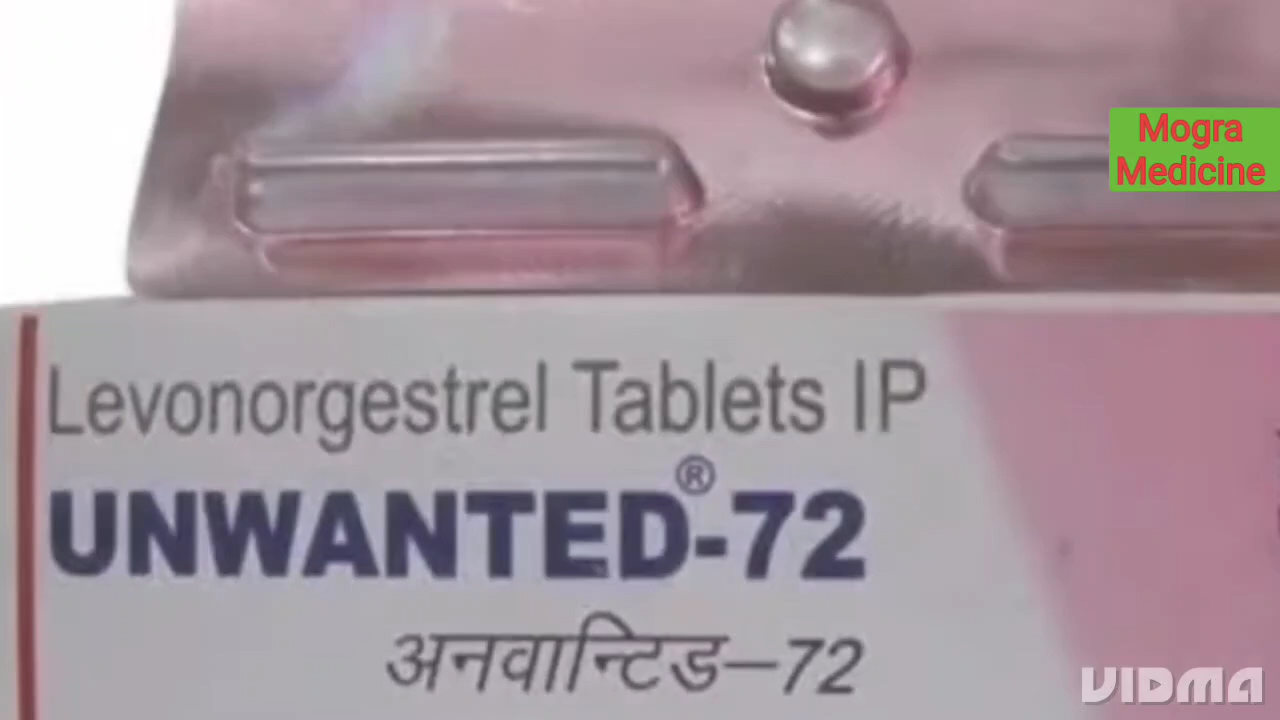 Mogra
Medicine
Levonorgestrel Tablets IP
UNWANTED®-72
अनवान्टिड–72
VIDMA